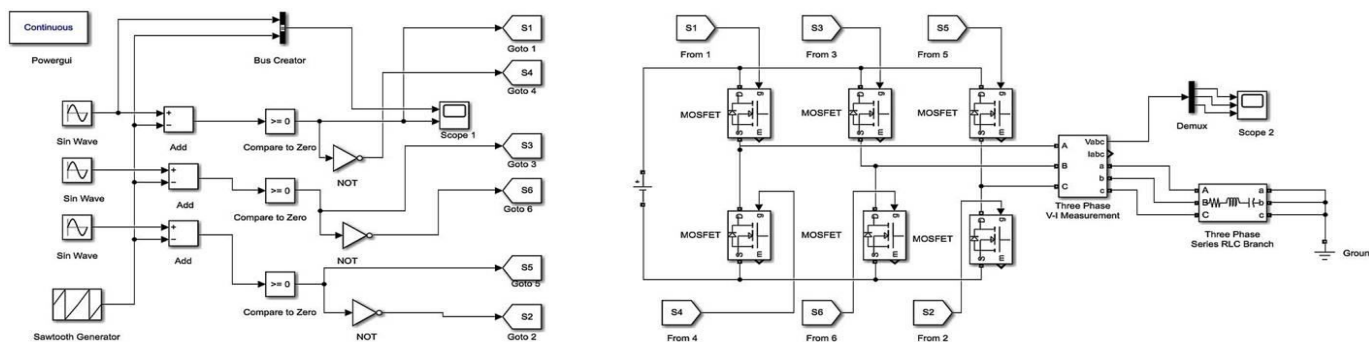 Continuous
Powergui
Bus Creator
S1
Goto 1
S4
Goto 4
Sin Wave
+
−
Add
>= 0
Compare to Zero
NOT
Scope 1
S3
Goto 3
Sin Wave
+
−
Add
>= 0
Compare to Zero
NOT
S6
Goto 6
Sin Wave
+
−
Add
>= 0
Compare to Zero
NOT
S5
Goto 5
S2
Goto 2
Sawtooth Generator
S1
From 1
S3
From 3
S5
From 5
MOSFET
g
D
S
m
MOSFET
g
D
S
m
MOSFET
g
D
S
m
+
MOSFET
g
D
S
m
MOSFET
g
D
S
m
MOSFET
g
D
S
m
S4
From 4
S6
From 6
S2
From 2
A
B
C
Vabc
Iabc
a
b
c
Three Phase
V-I Measurement
Demux
Scope 2
A
B
C
a
b
c
Three Phase
Series RLC Branch
Groun